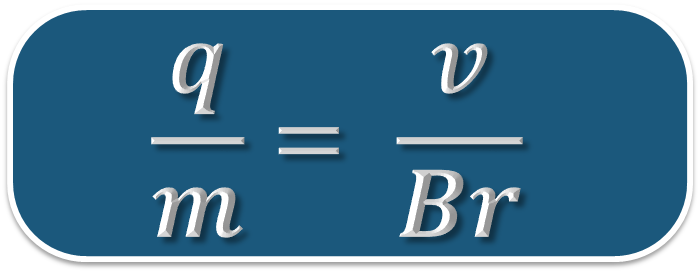 q/m = v/Br